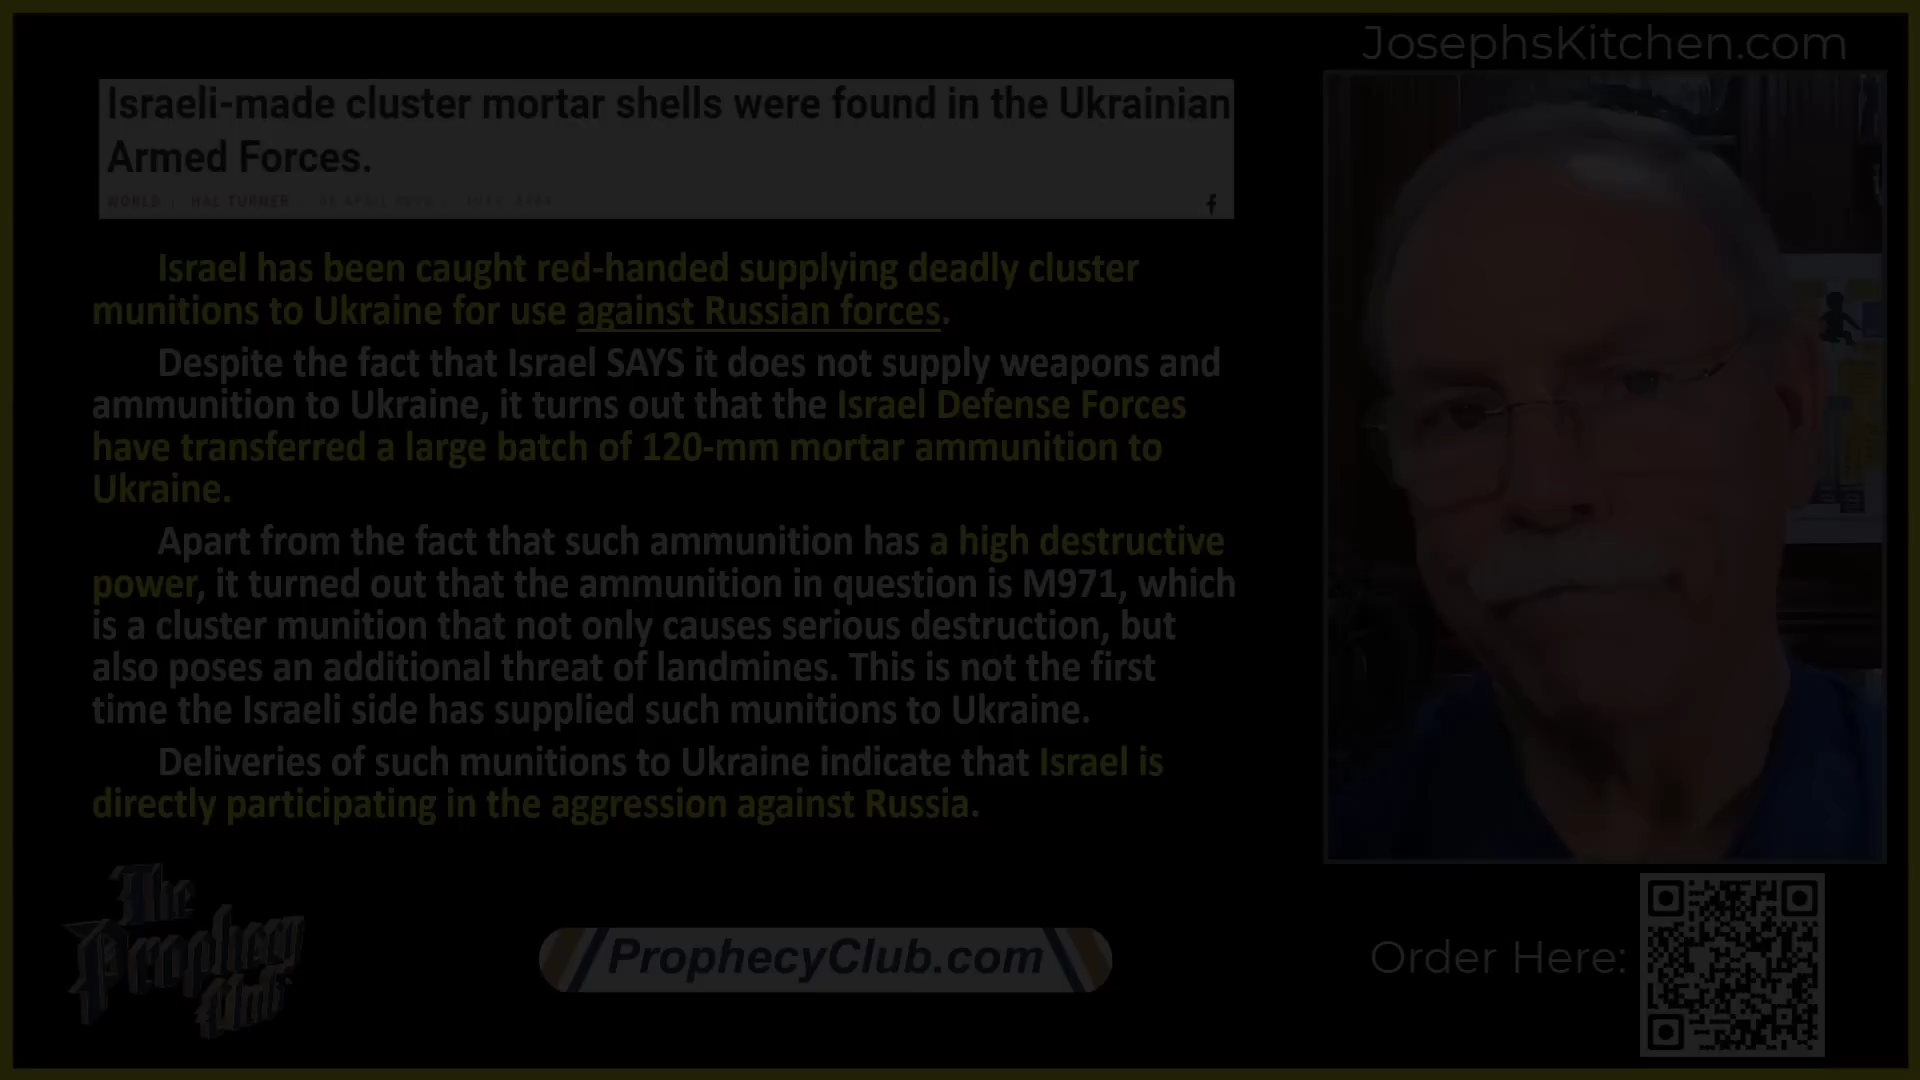 JosephsKitchen.com
Israeli-made cluster mortar shells were found in the Ukrainian
Armed Forces.
WORLD HAL TURNER APRIL
Israel has been caught red-handed supplying deadly cluster
munitions to Ukraine for use against Russian forces.
Despite the fact that Israel SAYS it does not supply weapons and
ammunition to Ukraine, it turns out that the Israel Defense Forces
have transferred a large batch of 120-mm mortar ammunition to
Ukraine.
Apart from the fact that such ammunition has a high destructive
power, it turned out that the ammunition in question is M971, which
is a cluster munition that not only causes serious destruction, but
also poses an additional threat of landmines. This is not the first
time the Israeli side has supplied such munitions to Ukraine.
Deliveries of such munitions to Ukraine indicate that Israel is
directly participating in the aggression against Russia.
The
Prophecy
Club
ProphecyClub.com
Order Here: